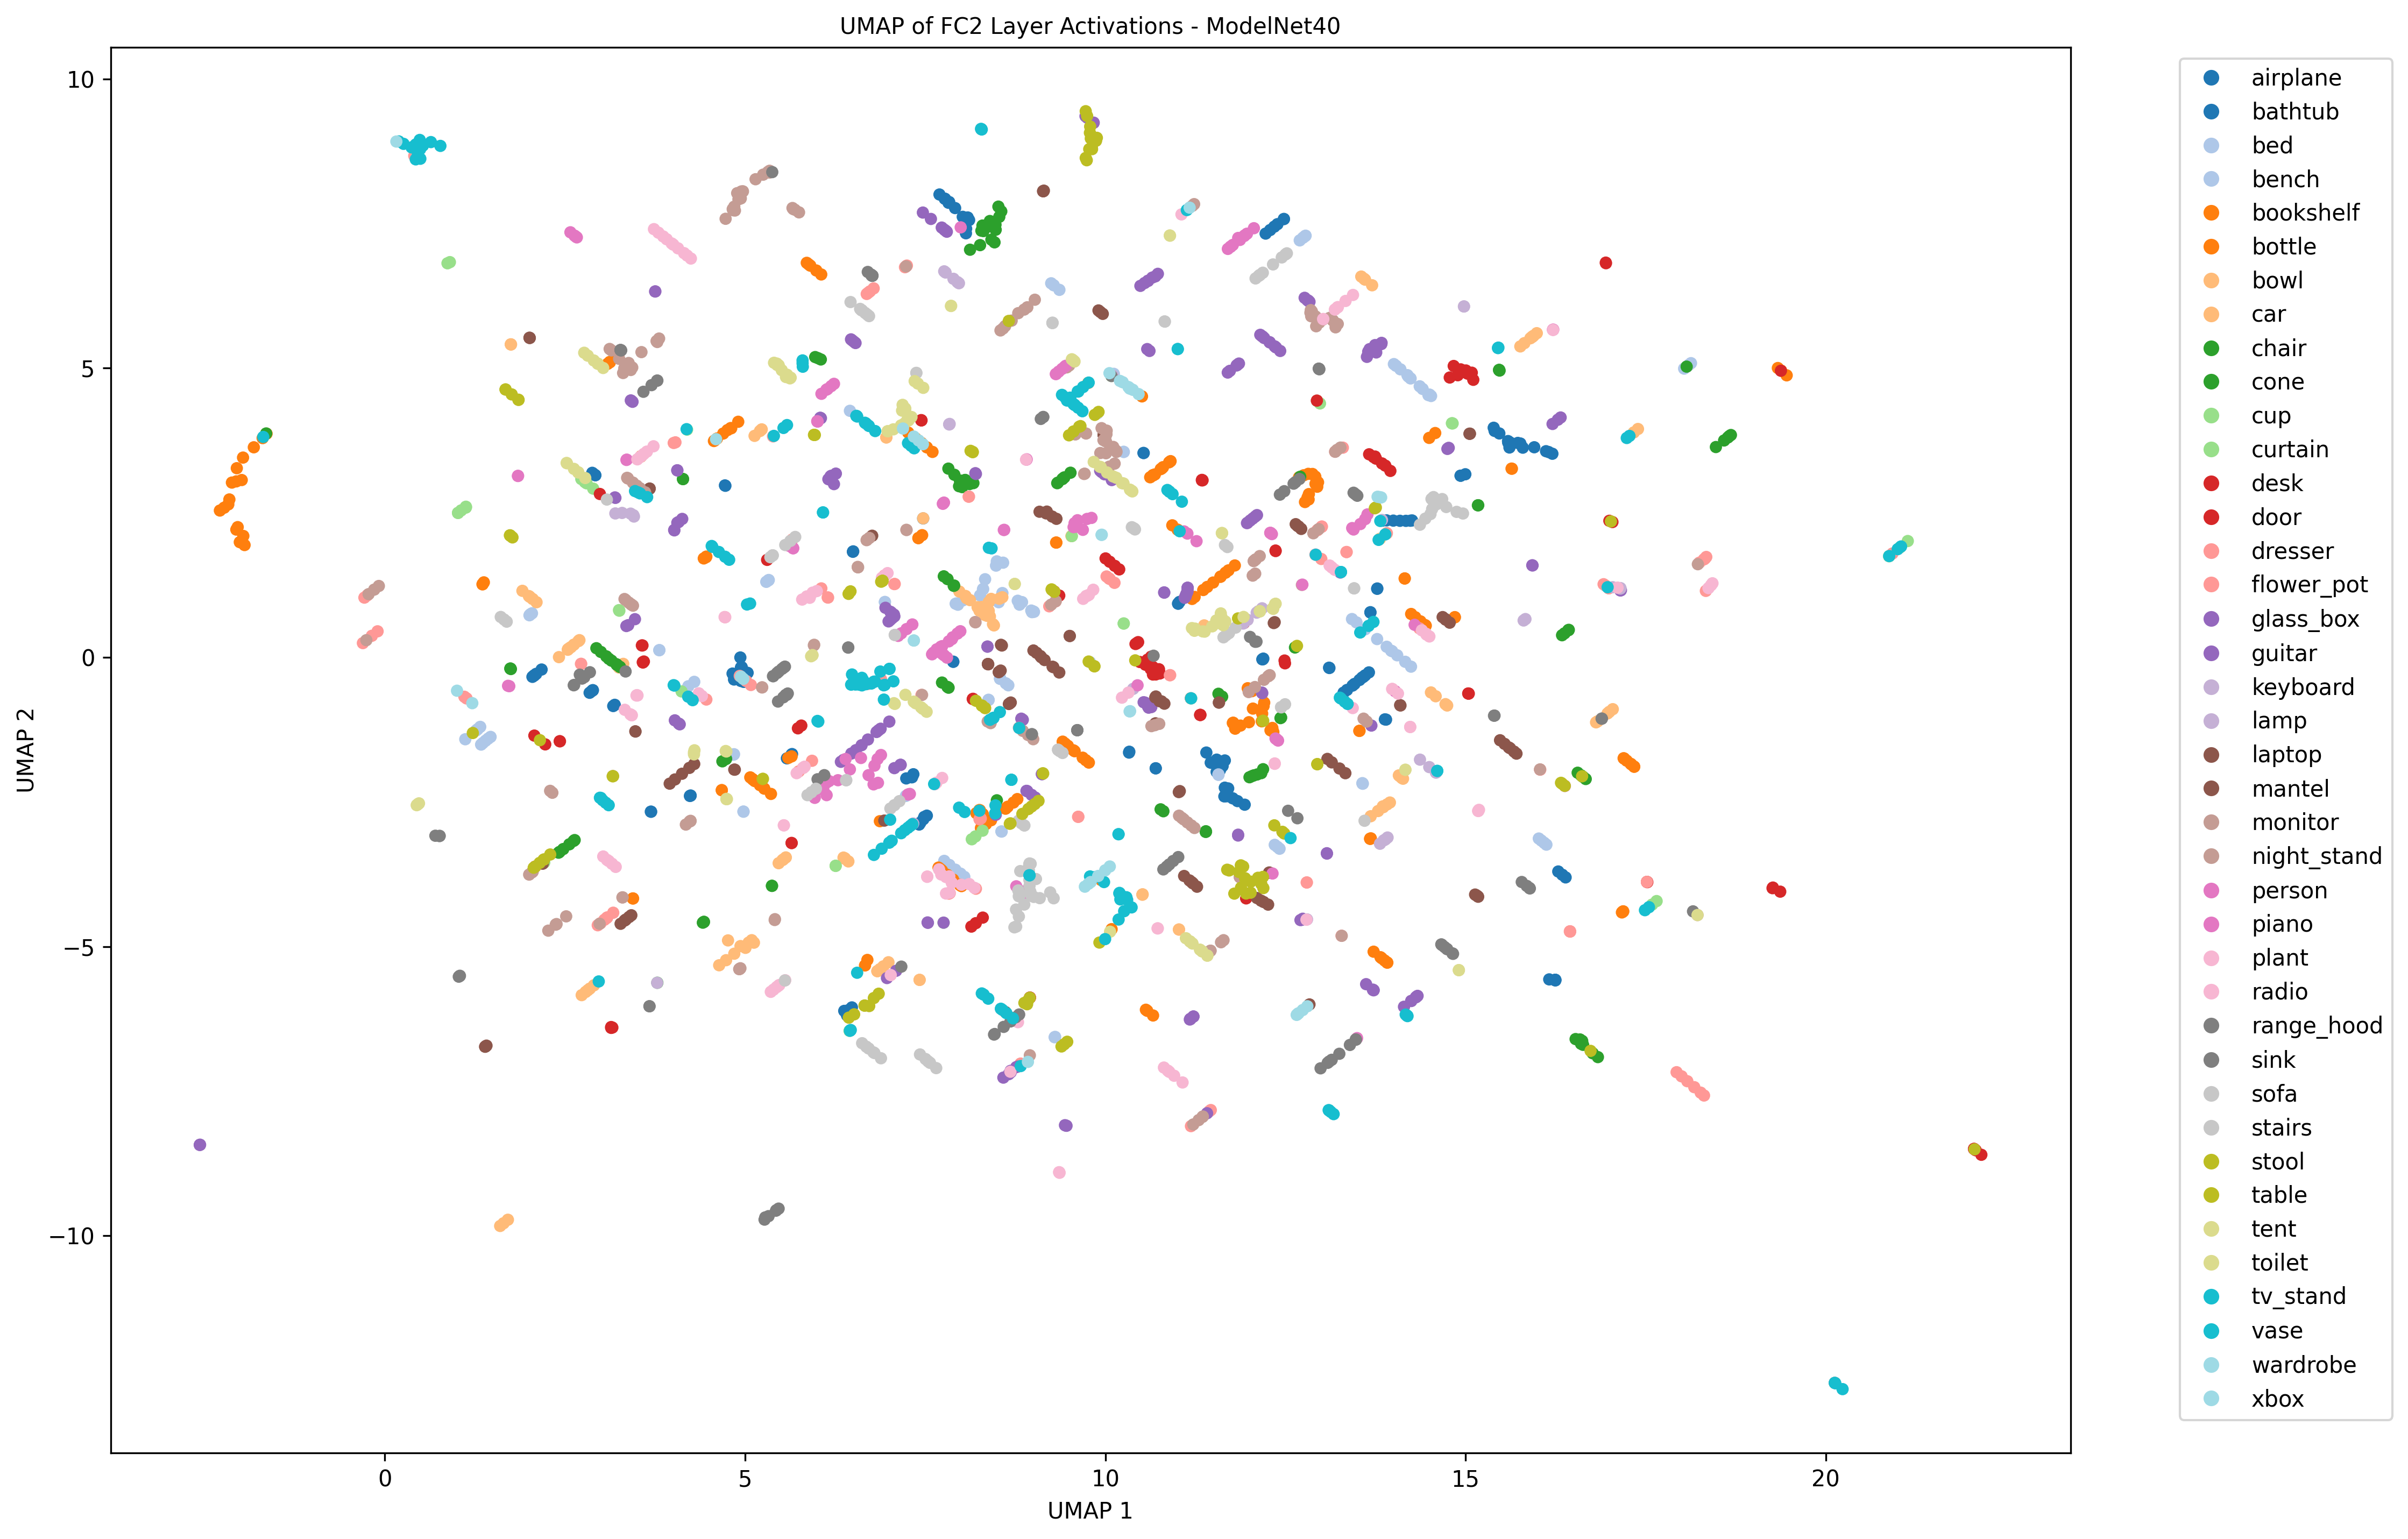 UMAP of FC2 Layer Activations - ModelNet40
10
5
0
−5
−10
UMAP 2
0
5
10
15
20
UMAP 1
airplane
bathtub
bed
bench
bookshelf
bottle
bowl
car
chair
cone
cup
curtain
desk
door
dresser
flower_pot
glass_box
guitar
keyboard
lamp
laptop
mantel
monitor
night_stand
person
piano
plant
radio
range_hood
sink
sofa
stairs
stool
table
tent
toilet
tv_stand
vase
wardrobe
xbox